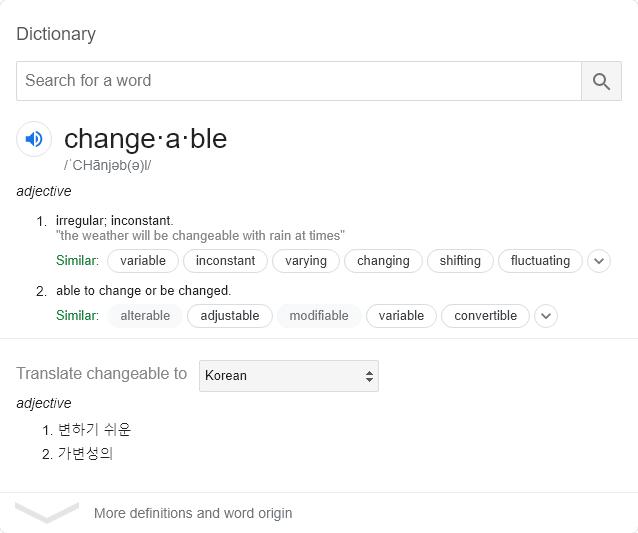 Dictionary
Search for a word
change·a·ble
/ˈCHānjəb(ə)l/
adjective
1. irregular; inconstant.
"the weather will be changeable with rain at times"
Similar: variable inconstant varying changing shifting fluctuating
2. able to change or be changed.
Similar: alterable adjustable modifiable variable convertible
Translate changeable to Korean
adjective
1. 변하기 쉬운
2. 가변성의
More definitions and word origin